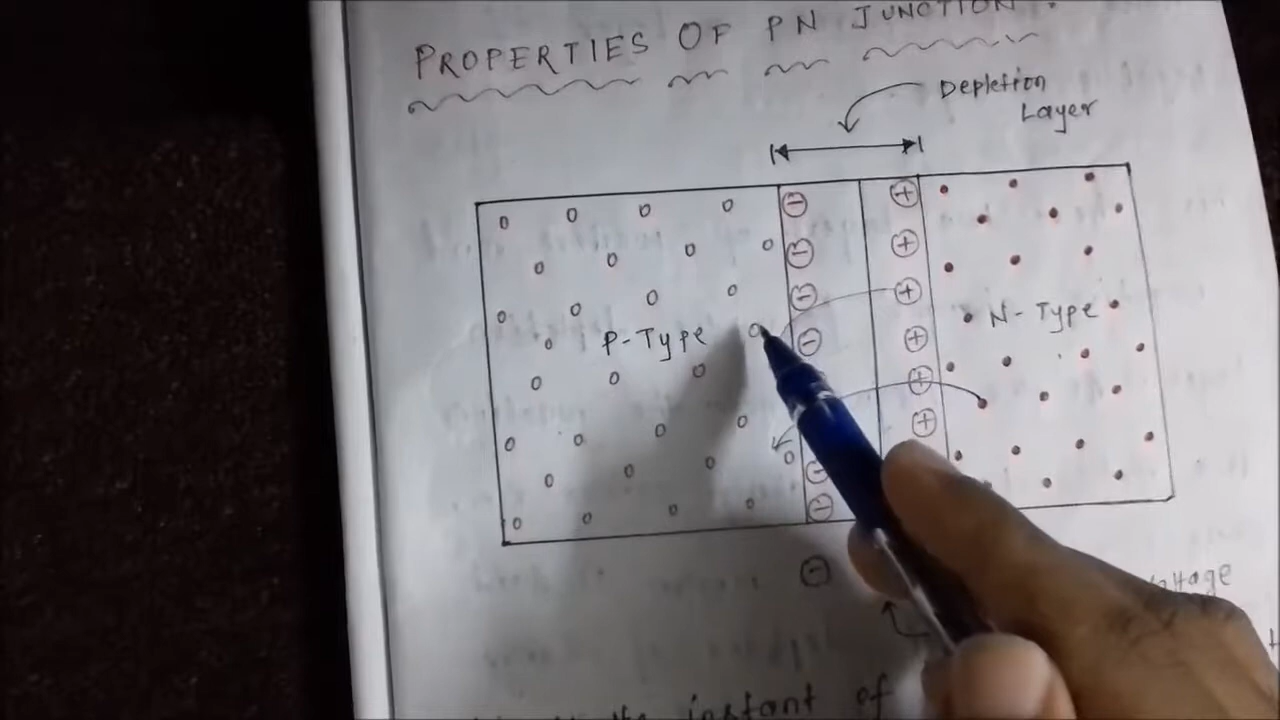 PROPERTIES OF PN JUNCTION.
Depletion
Layer
P-Type
N-Type
instant of